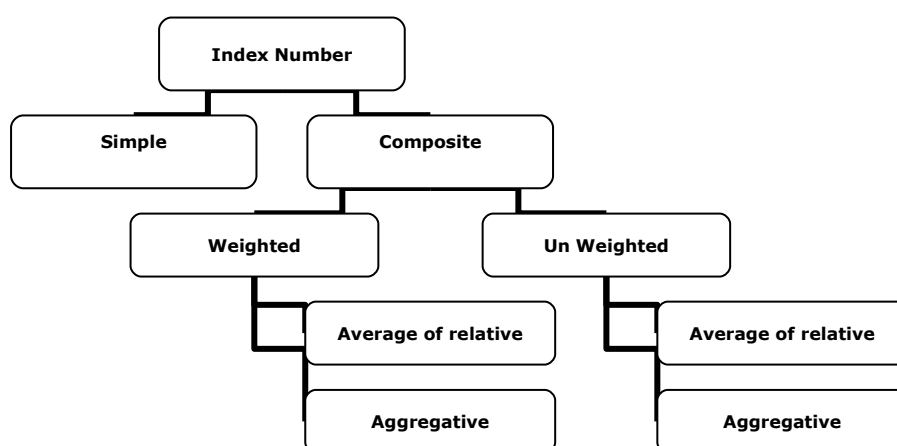 Index Number
Simple
Composite
Weighted
Un Weighted
Average of relative
Average of relative
Aggregative
Aggregative